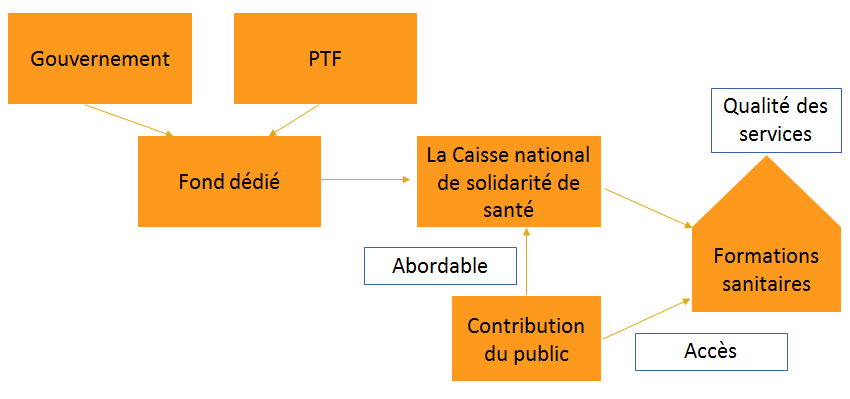 Gouvernement
PTF
Qualité des
services
Fond dédié
La Caisse national
de solidarité de
santé
Abordable
Formations
sanitaires
Contribution
du public
Accès